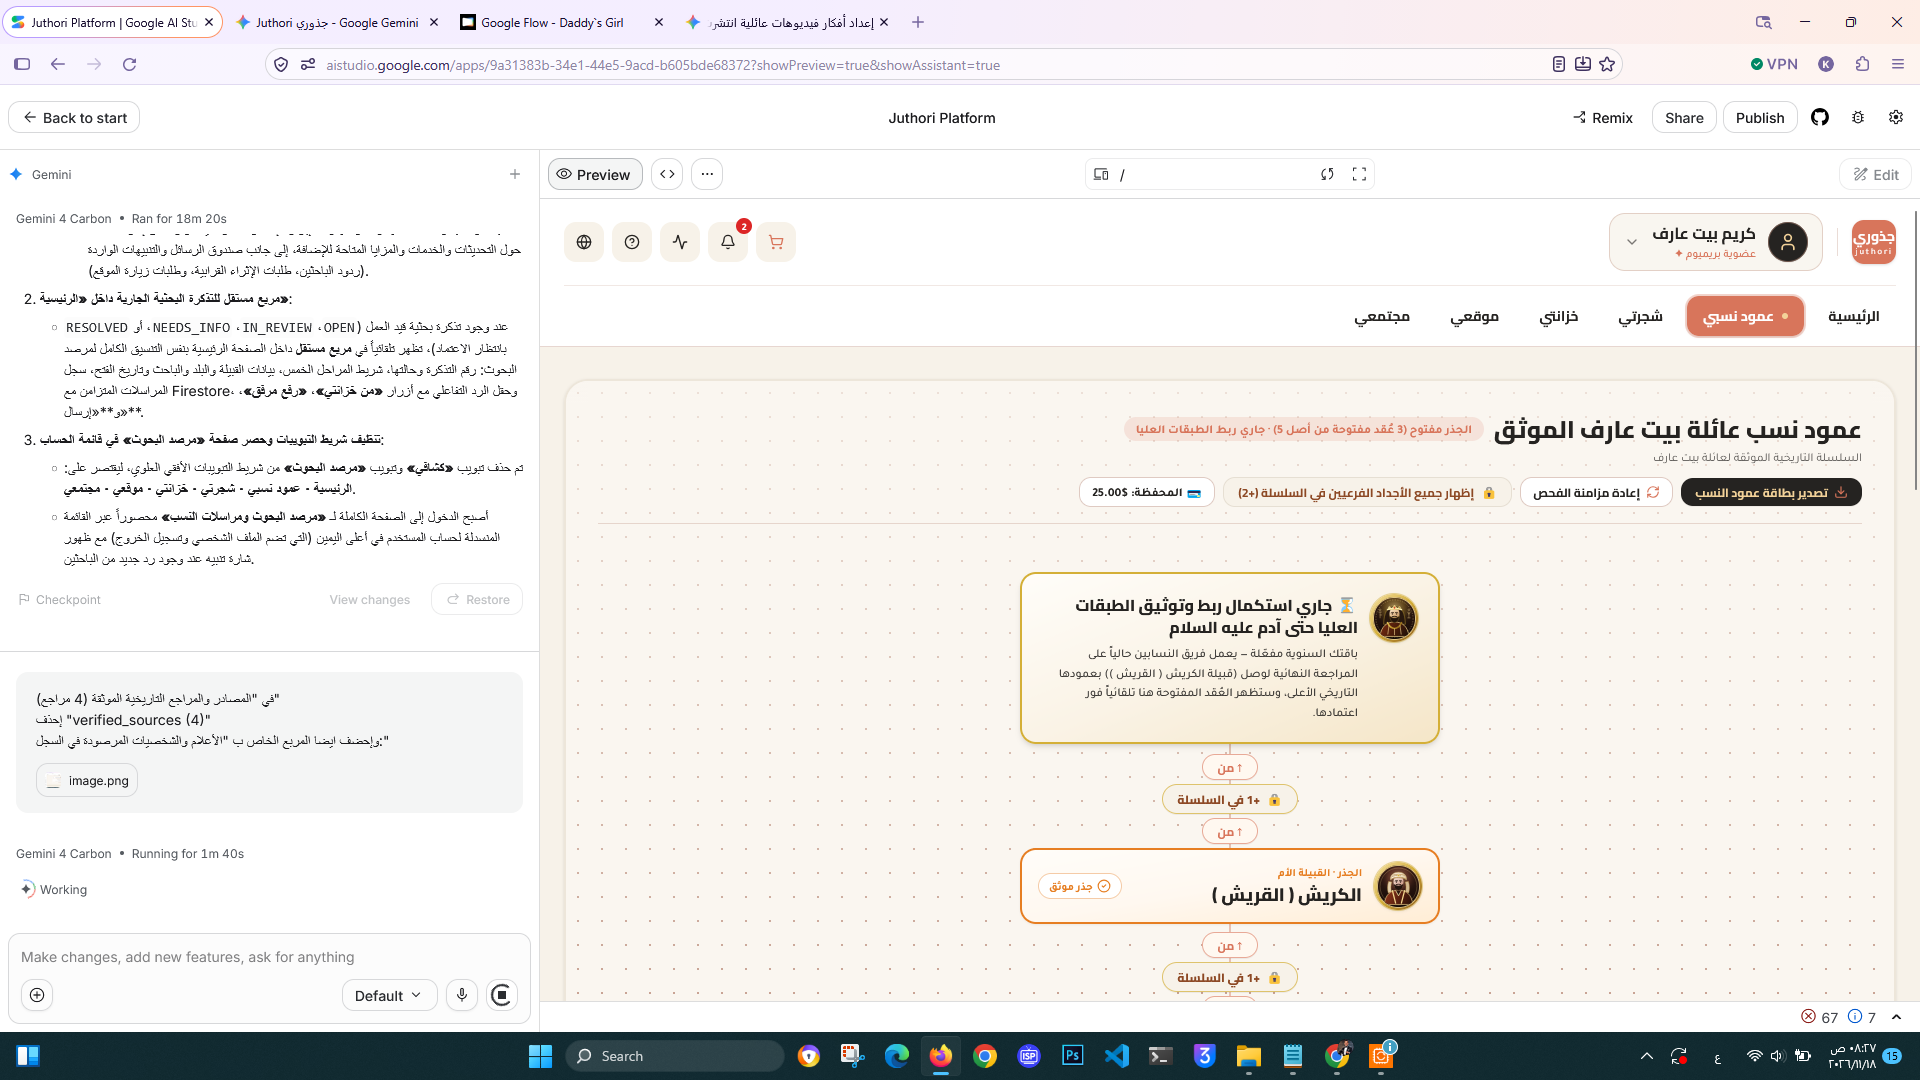 Juthori Platform | Google AI Stu
Juthori جذوري - Google Gemini
Google Flow - Daddy`s Girl
إعداد أفكار فيديوهات عائلية انتشر
aistudio.google.com/apps/9a31383b-34e1-44e5-9acd-b605bde68372?showPreview=true&showAssistant=true
VPN
K
Back to start
Juthori Platform
Remix
Share
Publish
Gemini
Preview
/
Edit
Gemini 4 Carbon • Ran for 18m 20s
حول التحديثات والخدمات والمزايا المتاحة للإضافة، إلى جانب صندوق الرسائل والتنبيهات الواردة
(ردود الباحثين، طلبات الإثراء القرابية، وطلبات زيارة الموقع).
2. مربع مستقل للتذكرة البحثية الجارية داخل «الرئيسية»:
عند وجود تذكرة بحثية قيد العمل (OPEN، IN_REVIEW، NEEDS_INFO، أو RESOLVED
بانتظار الاعتماد)، تظهر تلقائياً في مربع مستقل داخل الصفحة الرئيسية بنفس التنسيق الكامل لمرصد
البحوث: رقم التذكرة وحالتها، شريط المراحل الخمس، بيانات القبيلة والبلد والباحث وتاريخ الفتح، سجل
المراسلات المتزامن مع Firestore، وحقل الرد التفاعلي مع أزرار «من خزانتي»، «رفع مرفق»،
و**«إرسال»**.
3. تنظيف شريط التبويبات وحصر صفحة «مرصد البحوث» في قائمة الحساب:
تم حذف تبويب «كشافي» وتبويب «مرصد البحوث» من شريط التبويبات الأفقي العلوي، ليقتصر على:
الرئيسية - عمود نسبي - شجرتي - خزانتي - موقعي - مجتمعي.
أصبح الدخول إلى الصفحة الكاملة لـ «مرصد البحوث ومراسلات النسب» محصوراً عبر القائمة
المنسدلة لحساب المستخدم في أعلى اليمين (التي تضم الملف الشخصي وتسجيل الخروج) مع ظهور
شارة تنبيه عند وجود رد جديد من الباحثين.
Checkpoint
View changes
Restore
في "المصادر والمراجع التاريخية الموثقة (4 مراجع)"
إحذف "verified_sources (4)"
وإحضف ايضا المربع الخاص ب "الأعلام والشخصيات المرصودة في السجل:"
image.png
Gemini 4 Carbon • Running for 1m 40s
Working
Make changes, add new features, ask for anything
Default
جذوري
juthori
كريم بيت عارف
عضوية بريميوم ✦
2
الرئيسية
عمود نسبي
شجرتي
خزانتي
موقعي
مجتمعي
عمود نسب عائلة بيت عارف الموثق
الجذر مفتوح (3 عُقد مفتوحة من أصل 5) · جاري ربط الطبقات العليا
السلسلة التاريخية الموثقة لعائلة بيت عارف
تصدير بطاقة عمود النسب
إعادة مزامنة الفحص
إظهار جميع الأجداد الفرعيين في السلسلة (+2)
المحفظة: $25.00
جاري استكمال ربط وتوثيق الطبقات
العليا حتى آدم عليه السلام
باقتك السنوية مفعّلة – يعمل فريق النسابين حالياً على
المراجعة النهائية لوصل (قبيلة الكريش ( القريش )) بعمودها
التاريخي الأعلى، وستظهر العُقد المفتوحة هنا تلقائياً فور
اعتمادها.
↑ من
+1 في السلسلة
↑ من
الجذر · القبيلة الأم
الكريش ( القريش )
جذر موثق
↑ من
+1 في السلسلة
67
7
Search
ISP
Ps
ع
٠٨:٢٧ ص
٢٠٢٦/١١/١٨
15